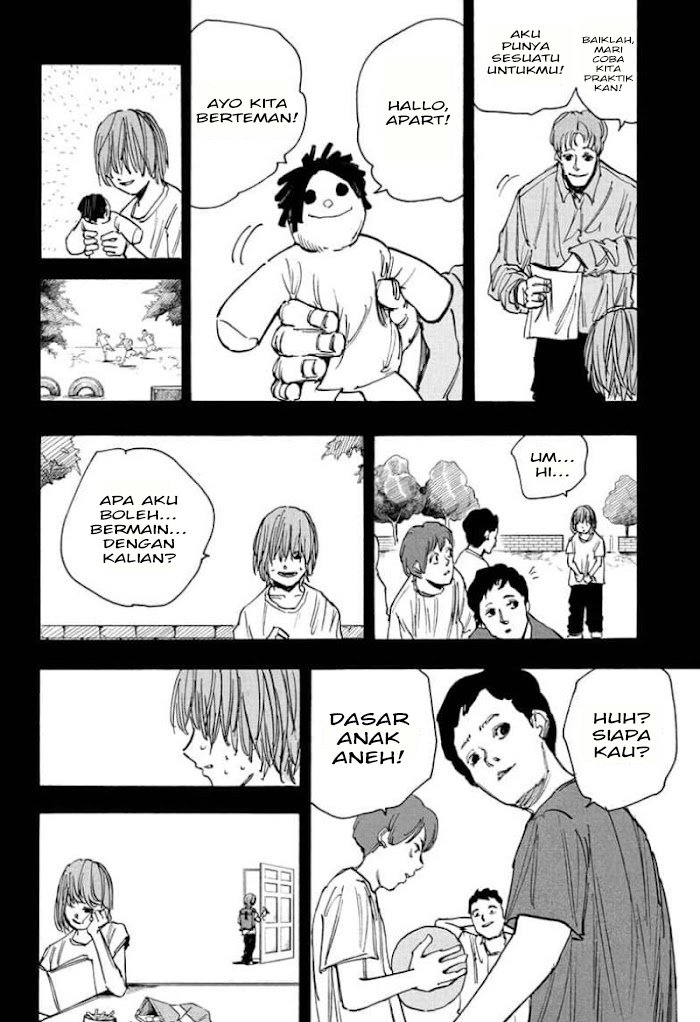 BAIKLAH,
MARI
COBA
KITA
PRAKTIK
KAN!
AKU
PUNYA
SESUATU
UNTUKMU!
HALLO,
APART!
AYO KITA
BERTEMAN!
UM...
HI...
APA AKU
BOLEH...
BERMAIN...
DENGAN
KALIAN?
HUH?
SIAPA
KAU?
DASAR
ANAK
ANEH!